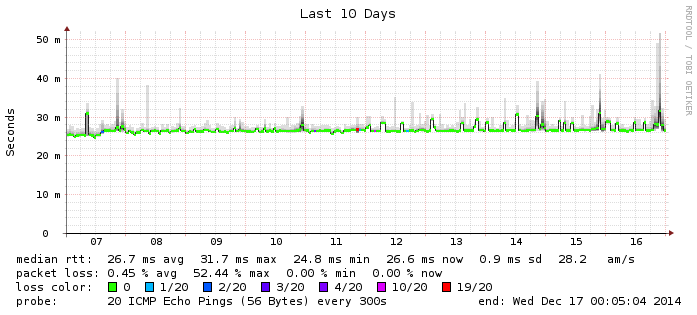 Last 10 Days
RRDTOOL / TOBI OETIKER
Seconds
50 m
40 m
30 m
20 m
10 m
0
07 08 09 10 11 12 13 14 15 16
median rtt: 26.7 ms avg 31.7 ms max 24.8 ms min 26.6 ms now 0.9 ms sd 28.2 am/s
packet loss: 0.45 % avg 52.44 % max 0.00 % min 0.00 % now
loss color: 0 1/20 2/20 3/20 4/20 10/20 19/20
probe: 20 ICMP Echo Pings (56 Bytes) every 300s end: Wed Dec 17 00:05:04 2014